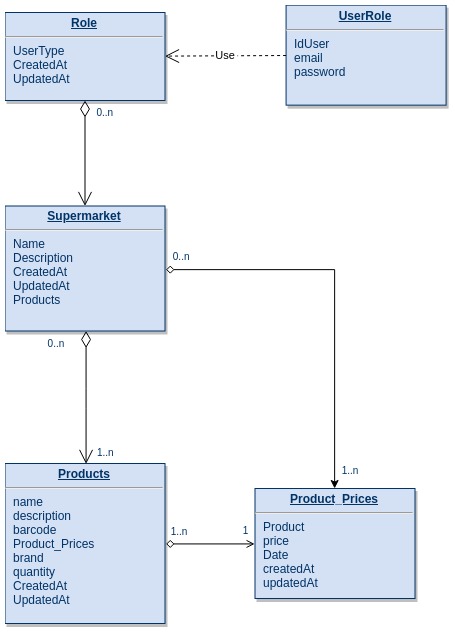 Role
UserType
CreatedAt
UpdatedAt
UserRole
IdUser
email
password
Use
0..n
Supermarket
Name
Description
CreatedAt
UpdatedAt
Products
0..n
0..n
1..n
1..n
Products
name
description
barcode
Product_Prices
brand
quantity
CreatedAt
UpdatedAt
1..n
1
Product_Prices
Product
price
Date
createdAt
updatedAt